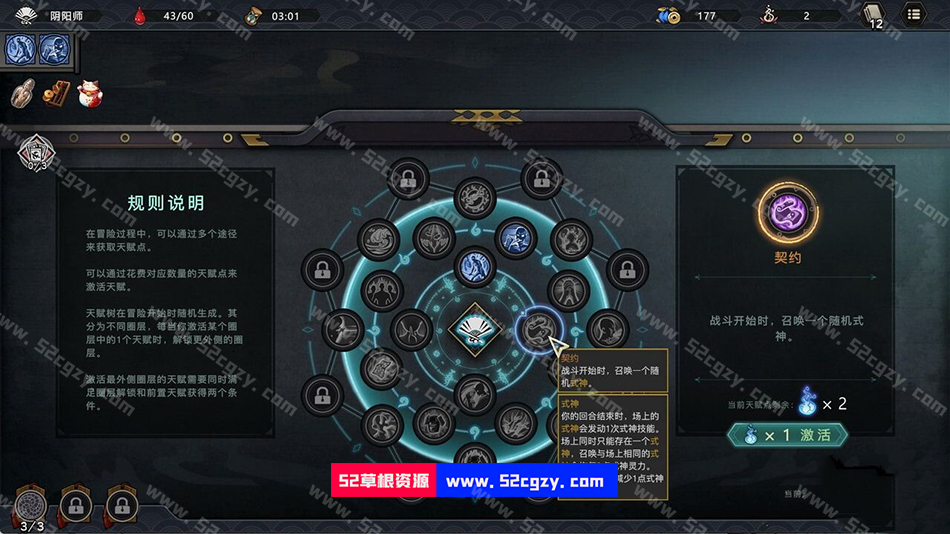 阴阳师
43/60
03:01
177
2
12
0/3
规则说明
在冒险过程中，可以通过多个途径
来获取天赋点。
可以通过花费对应数量的天赋点来
激活天赋。
天赋树在冒险开始时随机生成。其
分为不同圈层，每当你激活某个圈
层中的1个天赋时，解锁更外侧的圈
层。
激活最外侧圈层的天赋需要同时满
足圈层解锁和前置天赋获得两个条
件。
契约
战斗开始时，召唤一个随机式
神。
当前天赋点剩余：
× 2
× 1 激活
契约
战斗开始时，召唤一个随
机式神。
式神
你的回合结束时，场上的
式神会发动1次式神技能。
场上同时只能存在一个式
神，召唤与场上相同的式
神灵力。
减少1点式神
当前
3/3
52草根资源 www.52cgzy.com
www.52cgzy.com